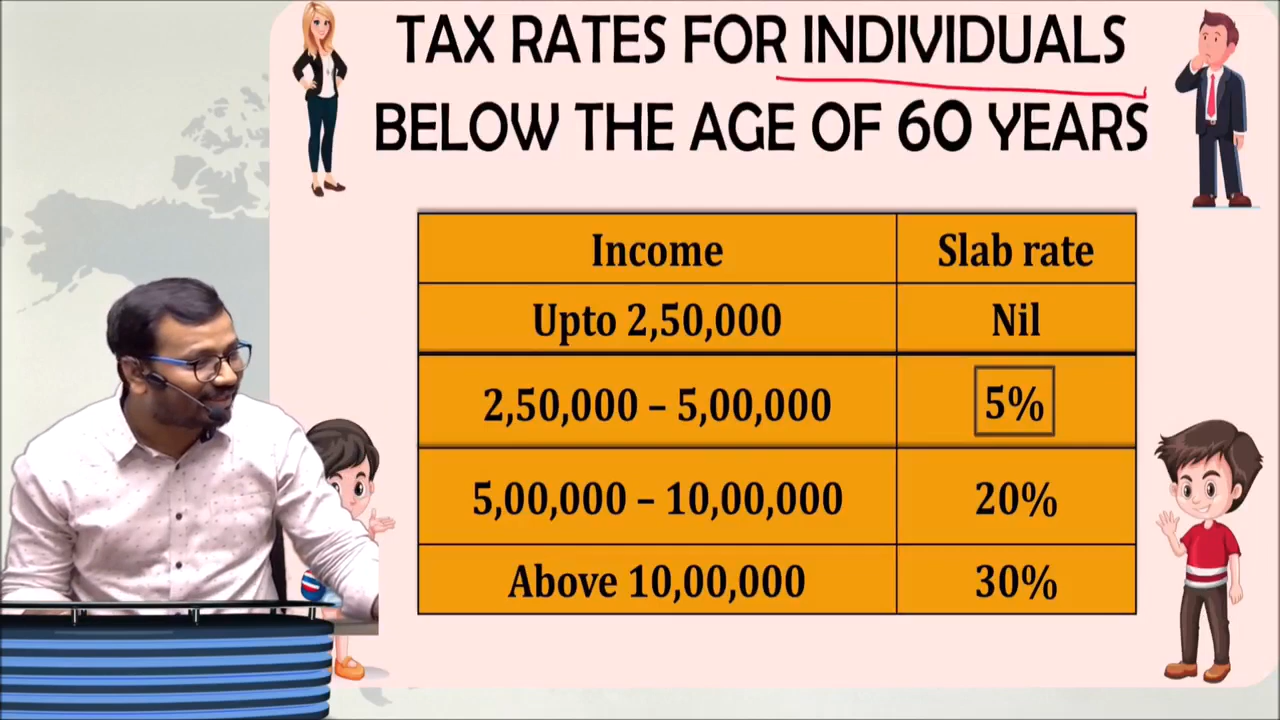 TAX RATES FOR INDIVIDUALS
BELOW THE AGE OF 60 YEARS
Income Slab rate
Upto 2,50,000 Nil
2,50,000 – 5,00,000 5%
5,00,000 – 10,00,000 20%
Above 10,00,000 30%